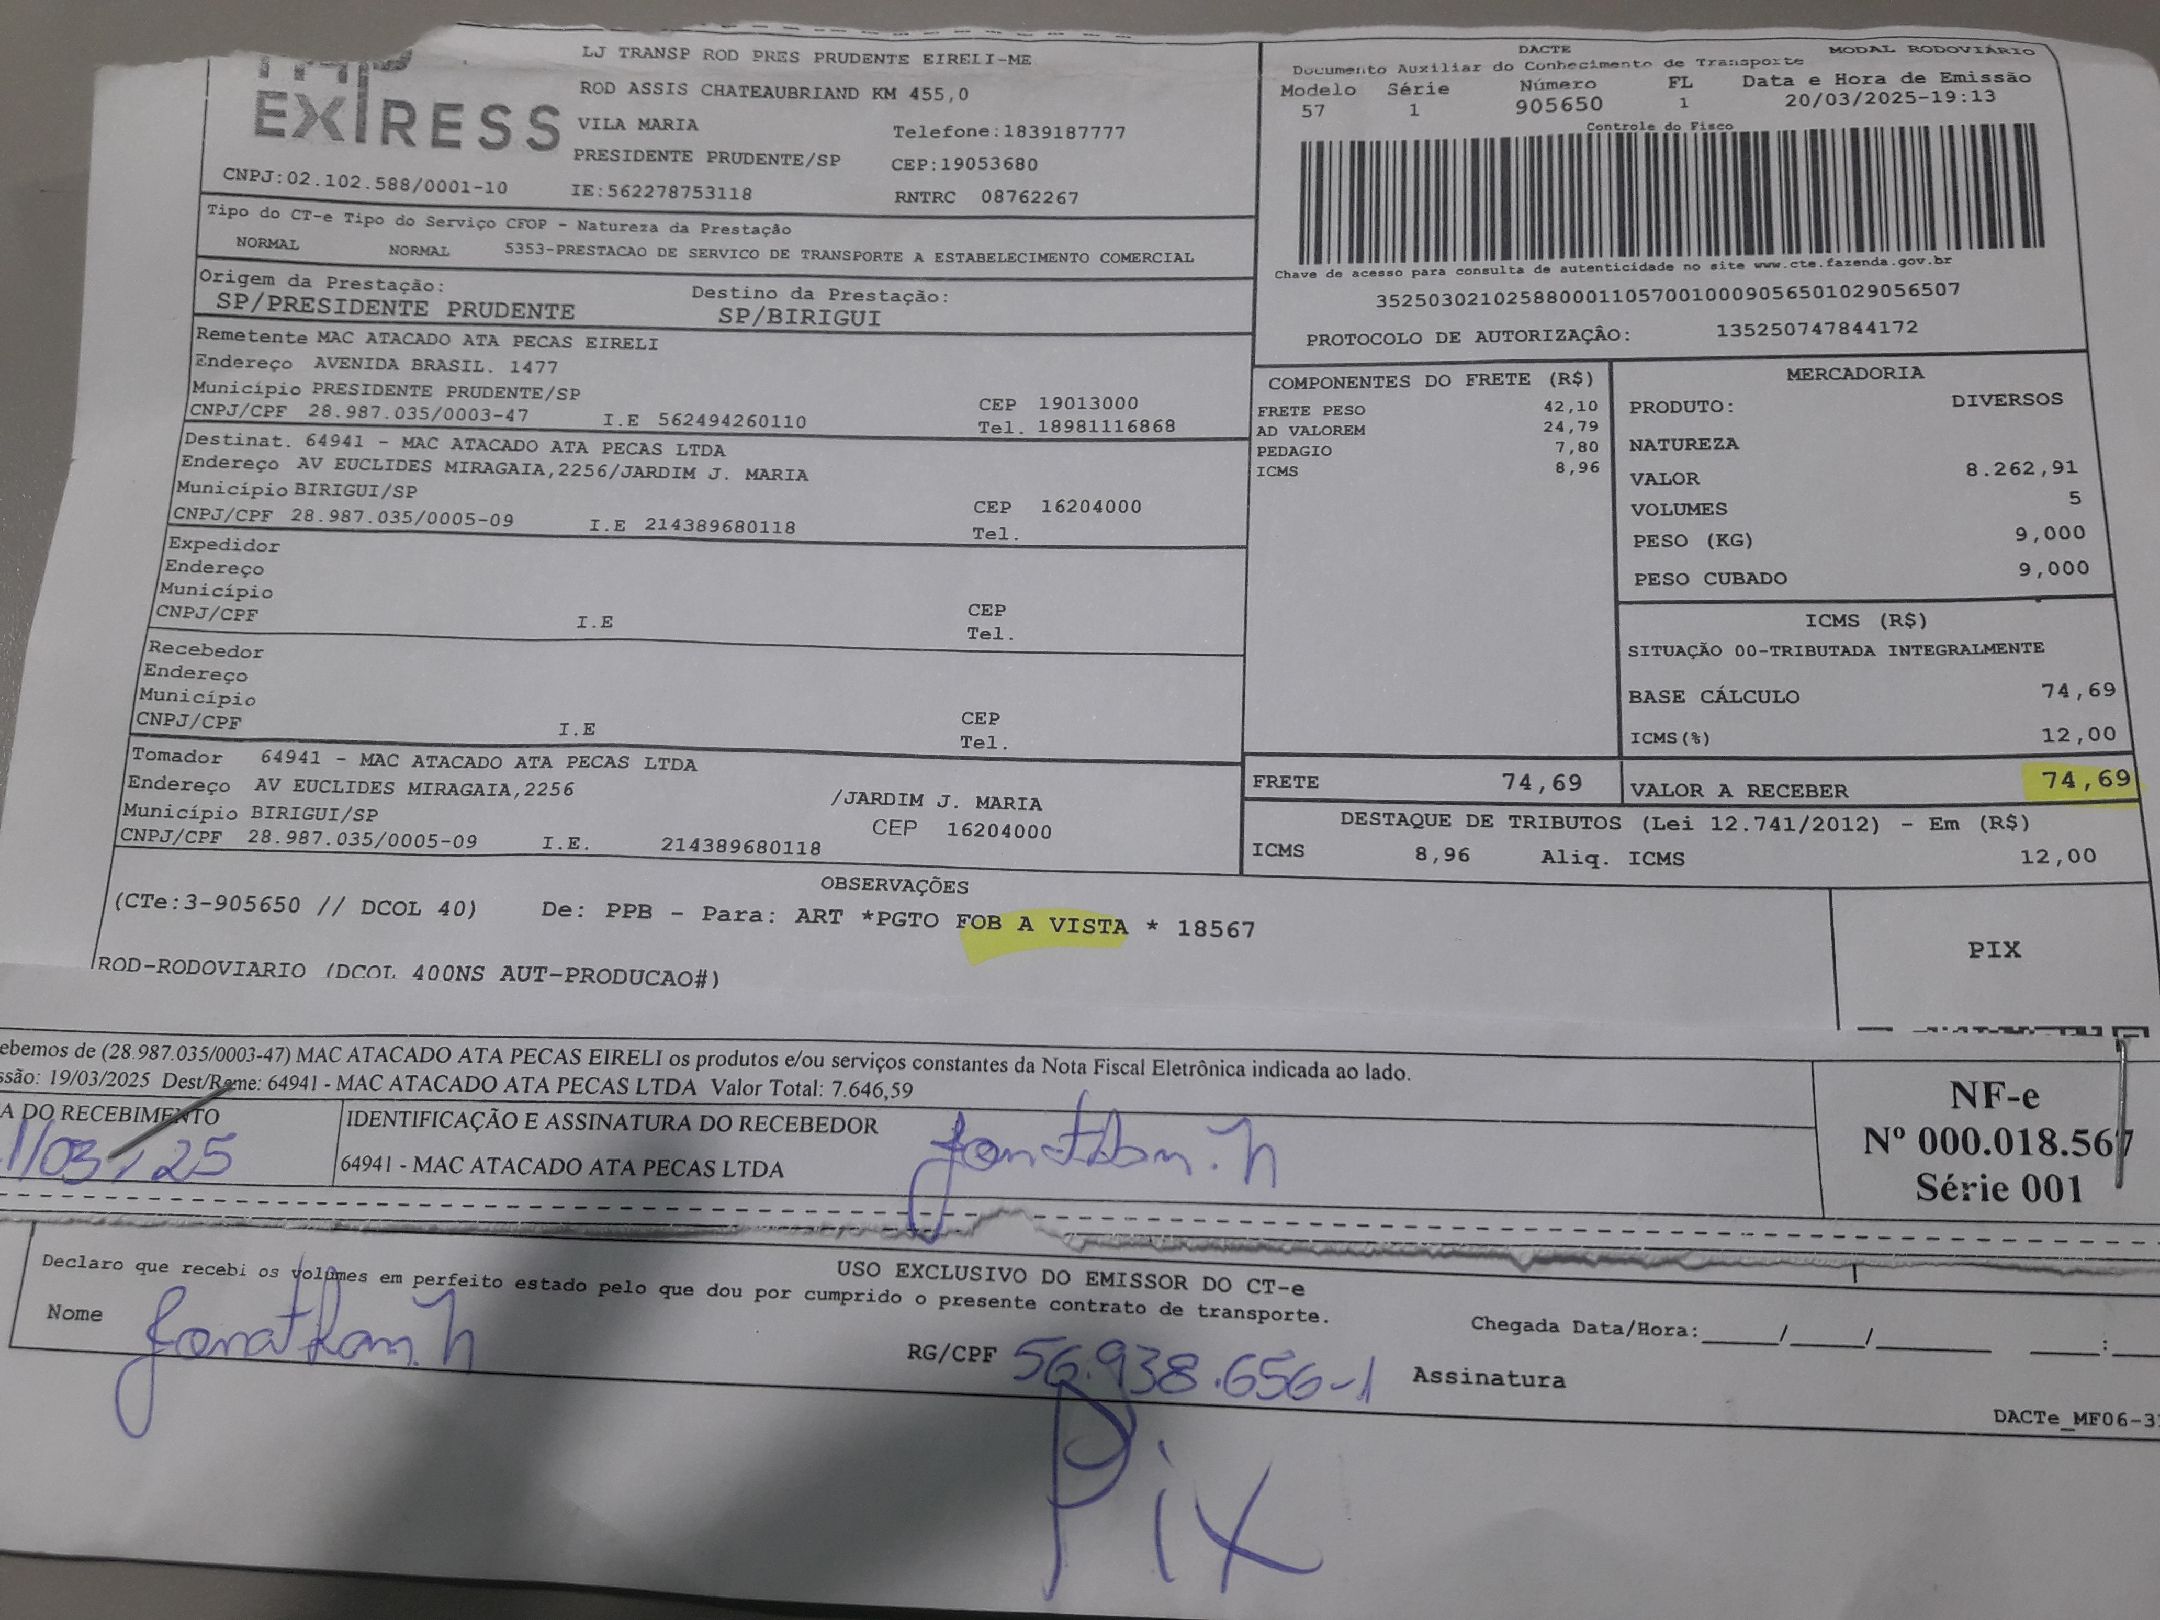 EXPRESS
LJ TRANSP ROD PRES PRUDENTE EIRELI-ME
ROD ASSIS CHATEAUBRIAND KM 455,0
VILA MARIA Telefone:1839187777
PRESIDENTE PRUDENTE/SP CEP:19053680
CNPJ:02.102.588/0001-10 IE:562278753118 RNTRC 08762267
DACTE MODAL RODOVIÁRIO
Documento Auxiliar do Conhecimento de Transporte
Modelo Série Número FL Data e Hora de Emissão
57 1 905650 1 20/03/2025-19:13
Controle do Fisco
Chave de acesso para consulta de autenticidade no site www.cte.fazenda.gov.br
35250302102588000110570010009056501029056507
PROTOCOLO DE AUTORIZAÇÃO: 135250747844172
Tipo do CT-e Tipo do Serviço CFOP - Natureza da Prestação
NORMAL NORMAL 5353-PRESTACAO DE SERVICO DE TRANSPORTE A ESTABELECIMENTO COMERCIAL
Origem da Prestação: Destino da Prestação:
SP/PRESIDENTE PRUDENTE SP/BIRIGUI
Remetente MAC ATACADO ATA PECAS EIRELI
Endereço AVENIDA BRASIL. 1477
Município PRESIDENTE PRUDENTE/SP CEP 19013000
CNPJ/CPF 28.987.035/0003-47 I.E 562494260110 Tel. 18981116868
Destinat. 64941 - MAC ATACADO ATA PECAS LTDA
Endereço AV EUCLIDES MIRAGAIA,2256/JARDIM J. MARIA
Município BIRIGUI/SP CEP 16204000
CNPJ/CPF 28.987.035/0005-09 I.E 214389680118 Tel.
Expedidor
Endereço
Município CEP
CNPJ/CPF I.E Tel.
Recebedor
Endereço
Município CEP
CNPJ/CPF I.E Tel.
Tomador 64941 - MAC ATACADO ATA PECAS LTDA
Endereço AV EUCLIDES MIRAGAIA,2256 /JARDIM J. MARIA
Município BIRIGUI/SP CEP 16204000
CNPJ/CPF 28.987.035/0005-09 I.E. 214389680118
COMPONENTES DO FRETE (R$)
FRETE PESO 42,10
AD VALOREM 24,79
PEDAGIO 7,80
ICMS 8,96
MERCADORIA
PRODUTO: DIVERSOS
NATUREZA
VALOR 8.262,91
VOLUMES 5
PESO (KG) 9,000
PESO CUBADO 9,000
ICMS (R$)
SITUAÇÃO 00-TRIBUTADA INTEGRALMENTE
BASE CÁLCULO 74,69
ICMS(%) 12,00
FRETE 74,69 VALOR A RECEBER 74,69
DESTAQUE DE TRIBUTOS (Lei 12.741/2012) - Em (R$)
ICMS 8,96 Aliq. ICMS 12,00
OBSERVAÇÕES
(CTe:3-905650 // DCOL 40) De: PPB - Para: ART *PGTO FOB A VISTA * 18567
PIX
ROD-RODOVIARIO (DCOL 400NS AUT-PRODUCAO#)
ebemos de (28.987.035/0003-47) MAC ATACADO ATA PECAS EIRELI os produtos e/ou serviços constantes da Nota Fiscal Eletrônica indicada ao lado.
ssão: 19/03/2025 Dest/Reme: 64941 - MAC ATACADO ATA PECAS LTDA Valor Total: 7.646,59
A DO RECEBIMENTO IDENTIFICAÇÃO E ASSINATURA DO RECEBEDOR
1/03/25 64941 - MAC ATACADO ATA PECAS LTDA Jonathan.N
NF-e
Nº 000.018.567
Série 001
USO EXCLUSIVO DO EMISSOR DO CT-e
Declaro que recebi os volumes em perfeito estado pelo que dou por cumprido o presente contrato de transporte.
Nome Jonathan.N RG/CPF 56.938.656-1 Assinatura
Chegada Data/Hora:_____/_____/_______ ____:
DACTe_MF06-3
Pix